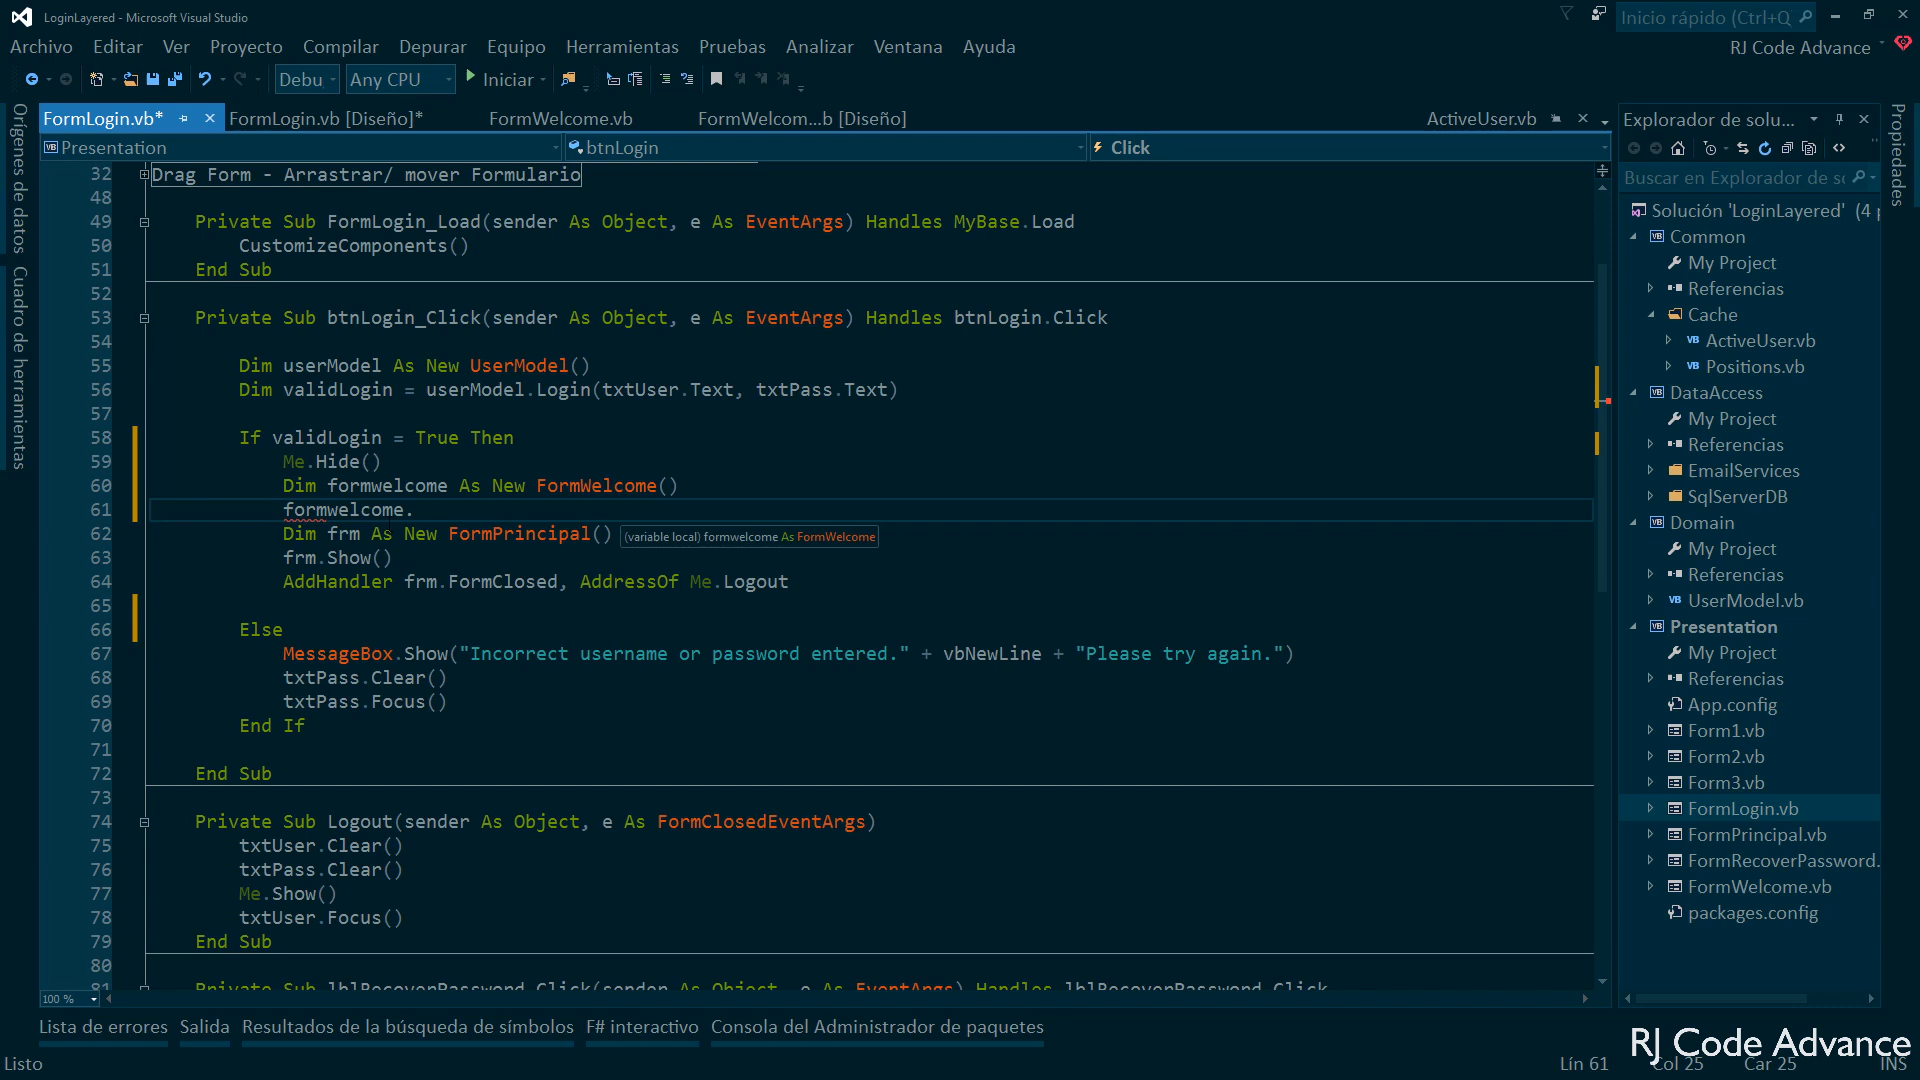 LoginLayered - Microsoft Visual Studio
Inicio rápido (Ctrl+Q
Archivo Editar Ver Proyecto Compilar Depurar Equipo Herramientas Pruebas Analizar Ventana Ayuda
RJ Code Advance
Debu Any CPU Iniciar
FormLogin.vb* FormLogin.vb [Diseño]* FormWelcome.vb FormWelcom...b [Diseño] ActiveUser.vb
Presentation btnLogin Click
Orígenes de datos
Cuadro de herramientas
32 Drag Form - Arrastrar/ mover Formulario
48
49 Private Sub FormLogin_Load(sender As Object, e As EventArgs) Handles MyBase.Load
50 CustomizeComponents()
51 End Sub
52
53 Private Sub btnLogin_Click(sender As Object, e As EventArgs) Handles btnLogin.Click
54
55 Dim userModel As New UserModel()
56 Dim validLogin = userModel.Login(txtUser.Text, txtPass.Text)
57
58 If validLogin = True Then
59 Me.Hide()
60 Dim formwelcome As New FormWelcome()
61 formwelcome.
62 Dim frm As New FormPrincipal()
(variable local) formwelcome As FormWelcome
63 frm.Show()
64 AddHandler frm.FormClosed, AddressOf Me.Logout
65
66 Else
67 MessageBox.Show("Incorrect username or password entered." + vbNewLine + "Please try again.")
68 txtPass.Clear()
69 txtPass.Focus()
70 End If
71
72 End Sub
73
74 Private Sub Logout(sender As Object, e As FormClosedEventArgs)
75 txtUser.Clear()
76 txtPass.Clear()
77 Me.Show()
78 txtUser.Focus()
79 End Sub
80
81 Private Sub lblRecoverPassword_Click(sender As Object, e As EventArgs) Handles lblRecoverPassword.Click
100 %
Explorador de solu...
Buscar en Explorador de so
Solución 'LoginLayered' (4 p
Common
My Project
Referencias
Cache
ActiveUser.vb
Positions.vb
DataAccess
My Project
Referencias
EmailServices
SqlServerDB
Domain
My Project
Referencias
UserModel.vb
Presentation
My Project
Referencias
App.config
Form1.vb
Form2.vb
Form3.vb
FormLogin.vb
FormPrincipal.vb
FormRecoverPassword.
FormWelcome.vb
packages.config
Propiedades
Lista de errores Salida Resultados de la búsqueda de símbolos F# interactivo Consola del Administrador de paquetes
RJ Code Advance
Listo Lín 61 Col 25 Car 25 INS